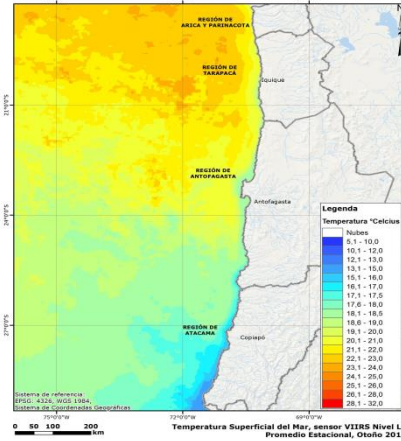 N
REGIÓN DE
ARICA Y PARINACOTA
REGIÓN DE
TARAPACÁ
Iquique
21°0'0"S
REGIÓN DE
ANTOFAGASTA
24°0'0"S
Antofagasta
Legenda
Temperatura °Celcius
Nubes
5,1 - 10,0
10,1 - 12,0
12,1 - 13,0
13,1 - 15,0
15,1 - 16,0
16,1 - 17,0
17,1 - 17,5
17,6 - 18,0
18,1 - 18,5
18,6 - 19,0
19,1 - 20,0
20,1 - 21,0
21,1 - 22,0
22,1 - 23,0
23,1 - 24,0
24,1 - 25,0
25,1 - 26,0
26,1 - 28,0
28,1 - 32,0
27°0'0"S
REGIÓN DE
ATACAMA
Copiapó
Sistema de referencia
EPSG: 4326, WGS 1984,
Sistema de Coordenadas Geográficas
75°0'0"W
72°0'0"W
69°0'0"W
0 50 100 200
km
Temperatura Superficial del Mar, sensor VIIRS Nivel L
Promedio Estacional, Otoño 201